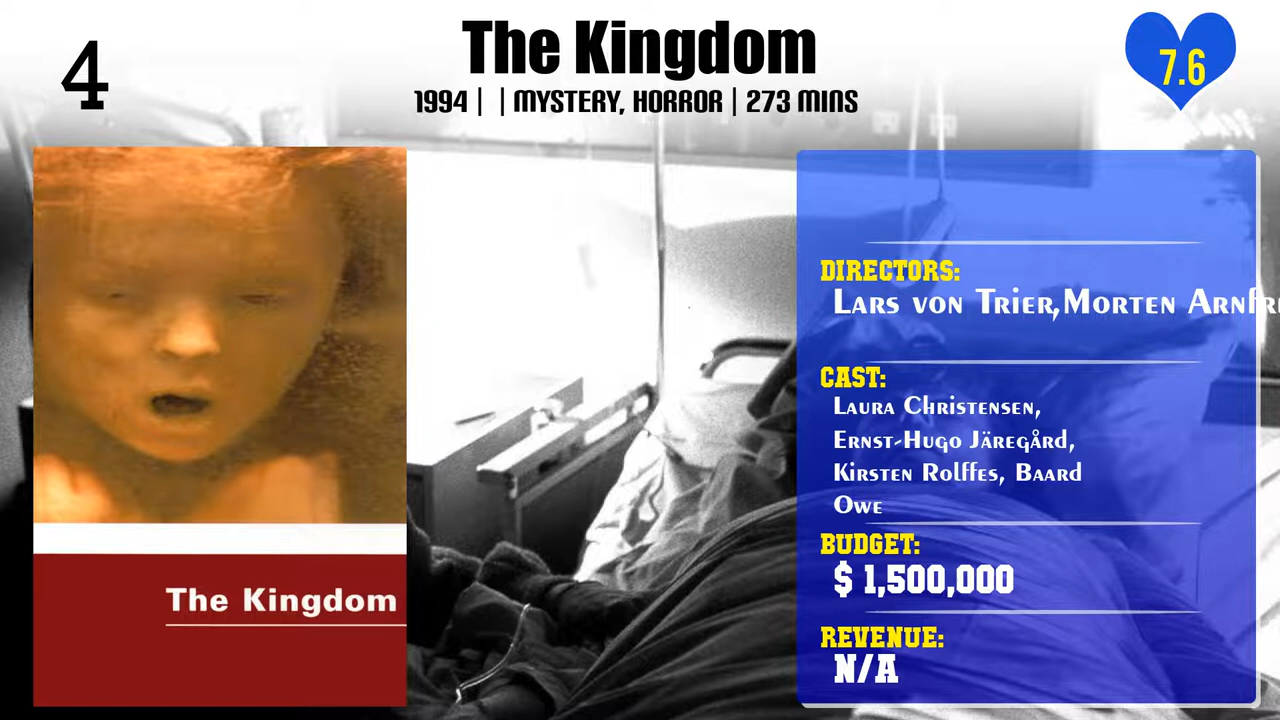 4
The Kingdom
1994 | | MYSTERY, HORROR | 273 MINS
7.6
The Kingdom
DIRECTORS:
Lars von Trier,Morten Arnfr
CAST:
Laura Christensen,
Ernst-Hugo Järegård,
Kirsten Rolffes, Baard
Owe
BUDGET:
$ 1,500,000
REVENUE:
N/A